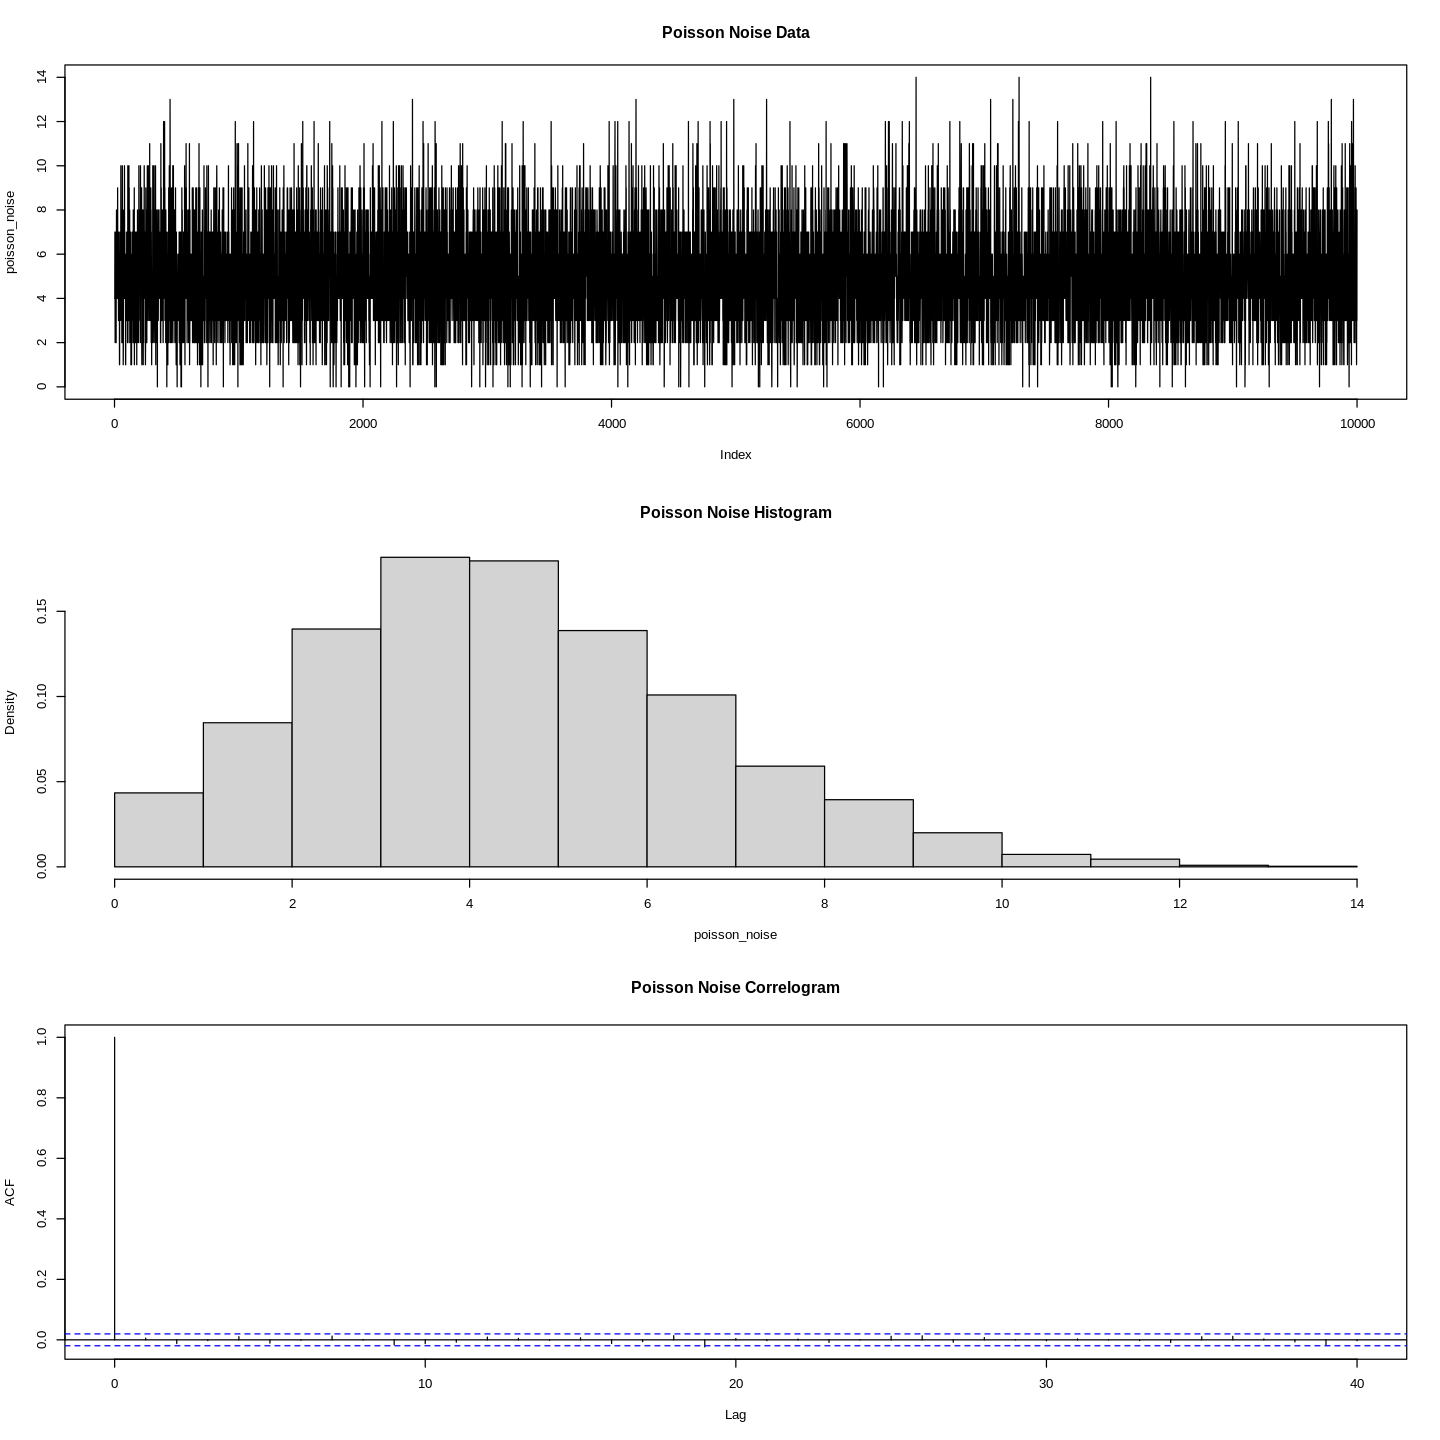 Poisson Noise Data
poisson_noise
14
12
10
8
6
4
2
0
0 2000 4000 6000 8000 10000
Index
Poisson Noise Histogram
Density
0.15
0.10
0.05
0.00
0 2 4 6 8 10 12 14
poisson_noise
Poisson Noise Correlogram
ACF
1.0
0.8
0.6
0.4
0.2
0.0
0 10 20 30 40
Lag